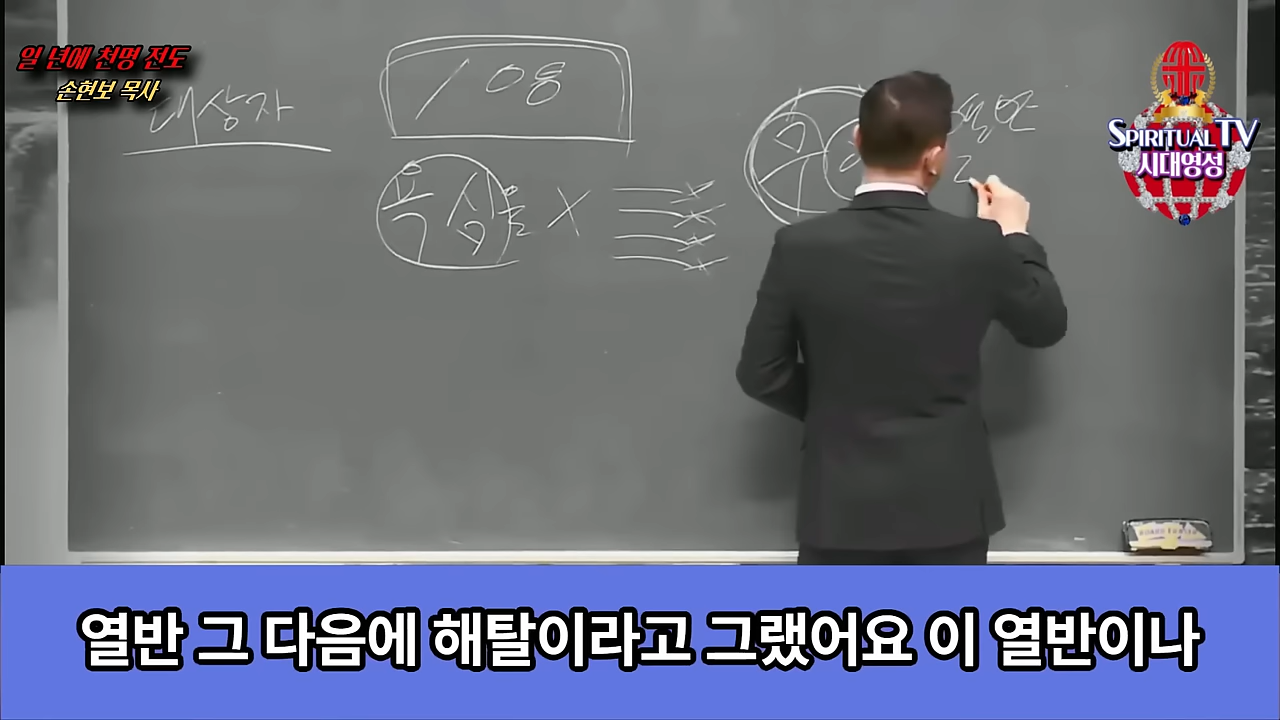 일 년에 천명 전도
손현보 목사
대상자
108
욕심을 X
SPIRITUAL TV
시대영성
열반 그 다음에 해탈이라고 그랬어요 이 열반이나